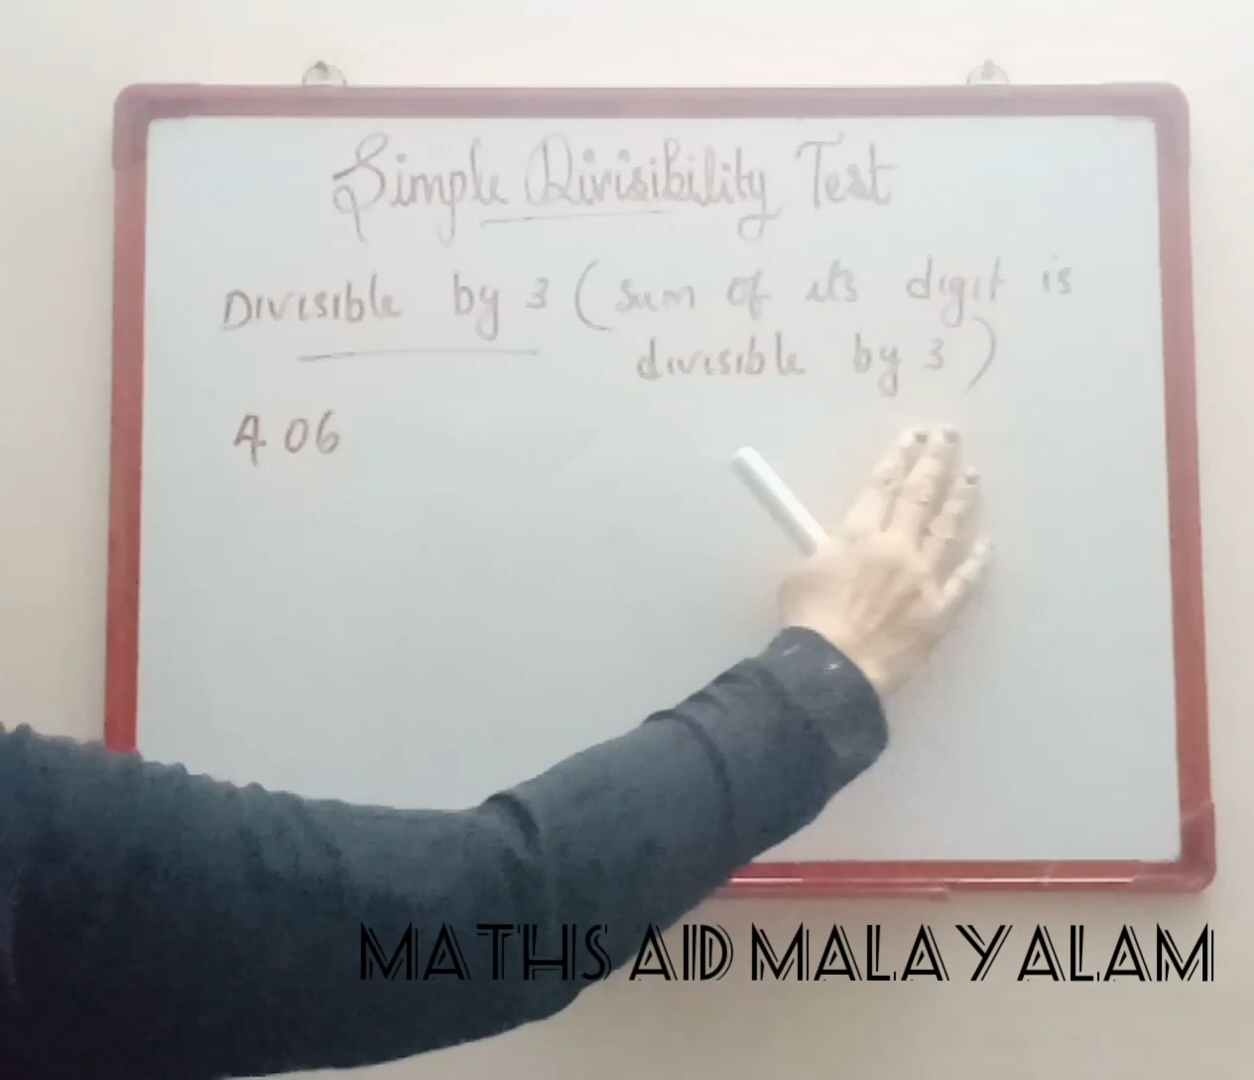 Simple Divisibility Test
Divisible by 3 (sum of its digit is
divisible by 3)
406
MATHS AID MALAYALAM